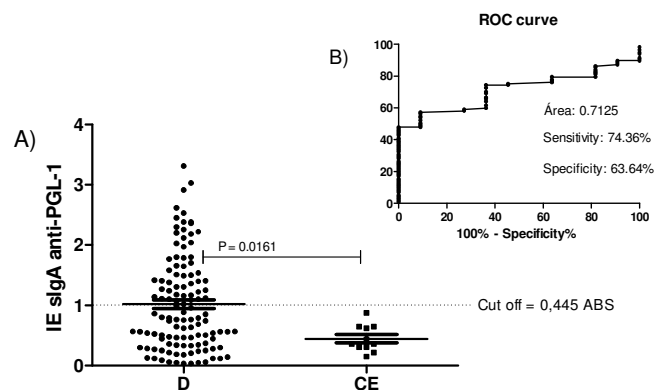 ROC curve
B)
100
80
60
40
20
0
Área: 0.7125
Sensitivity: 74.36%
Specificity: 63.64%
0 20 40 60 80 100
100% - Specificity%
A)
IE sIgA anti-PGL-1
4
3
2
1
0
P = 0.0161
Cut off = 0,445 ABS
D CE